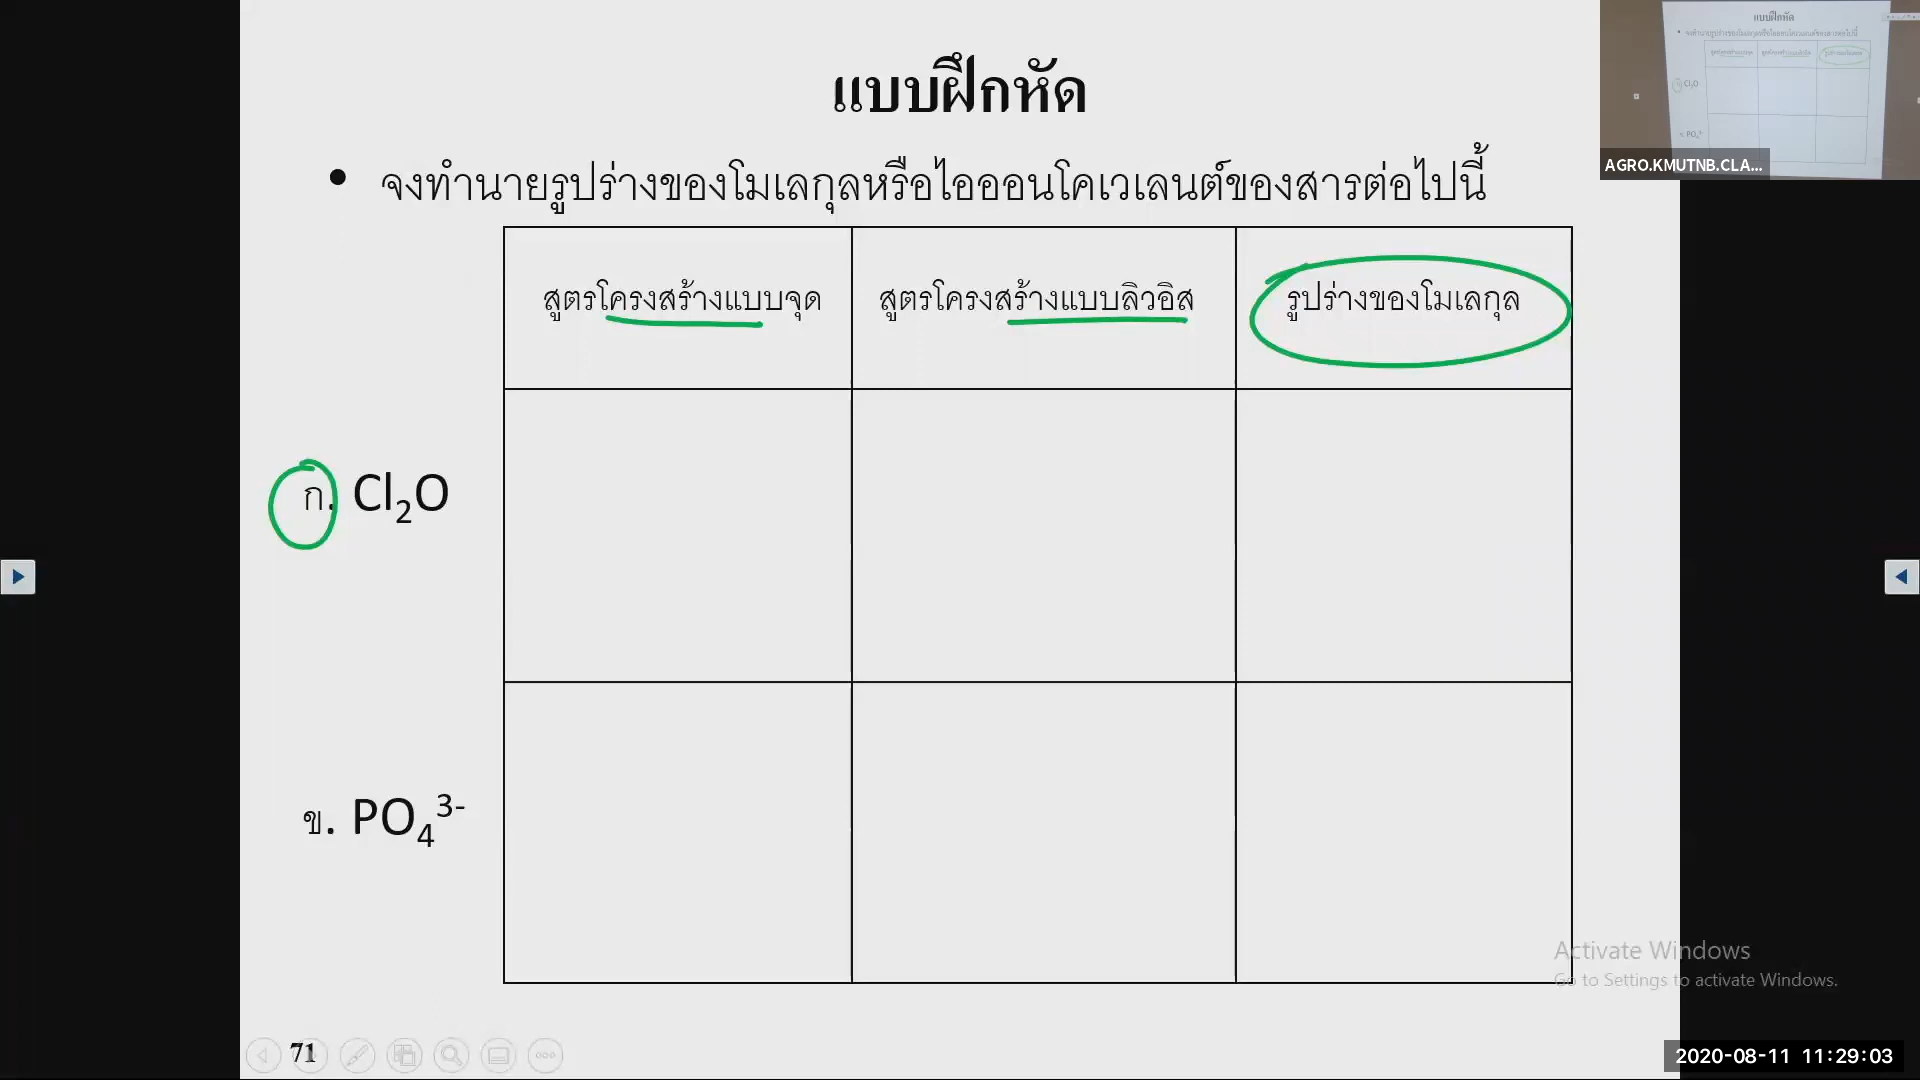 แบบฝึกหัด
• จงทำนายรูปร่างของโมเลกุลหรือไอออนโคเวเลนต์ของสารต่อไปนี้
สูตรโครงสร้างแบบจุด สูตรโครงสร้างแบบลิวอิส รูปร่างของโมเลกุล
ก. Cl₂O
ข. PO₄³⁻
71
AGRO.KMUTNB.CLA...
Activate Windows
Go to Settings to activate Windows.
2020-08-11 11:29:03